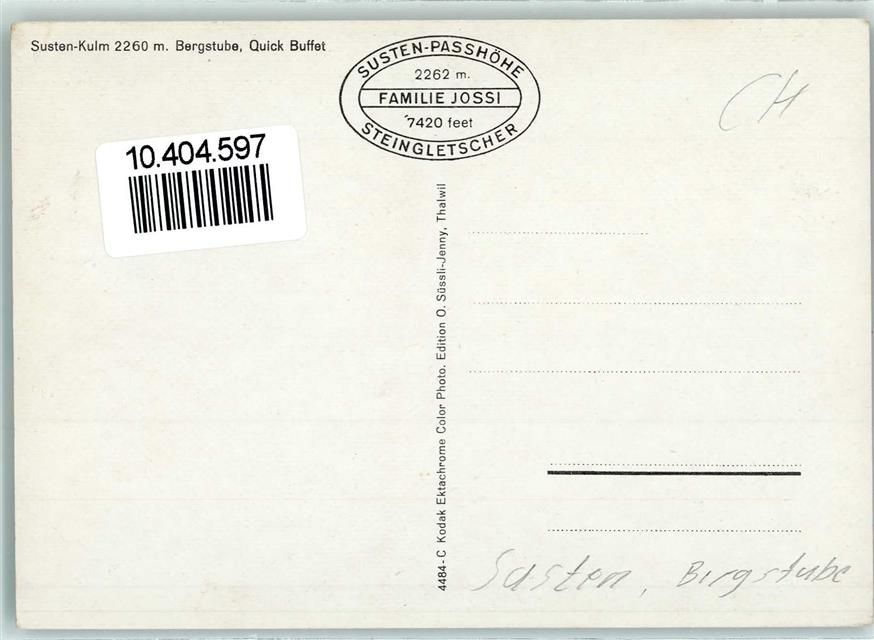 Susten-Kulm 2260 m. Bergstube, Quick Buffet
SUSTEN-PASSHÖHE
2262 m.
FAMILIE JOSSI
7420 feet
STEINGLETSCHER
CH
10.404.597
4484-C Kodak Ektachrome Color Photo. Edition O. Süssli-Jenny, Thalwil
Susten, Bergstube